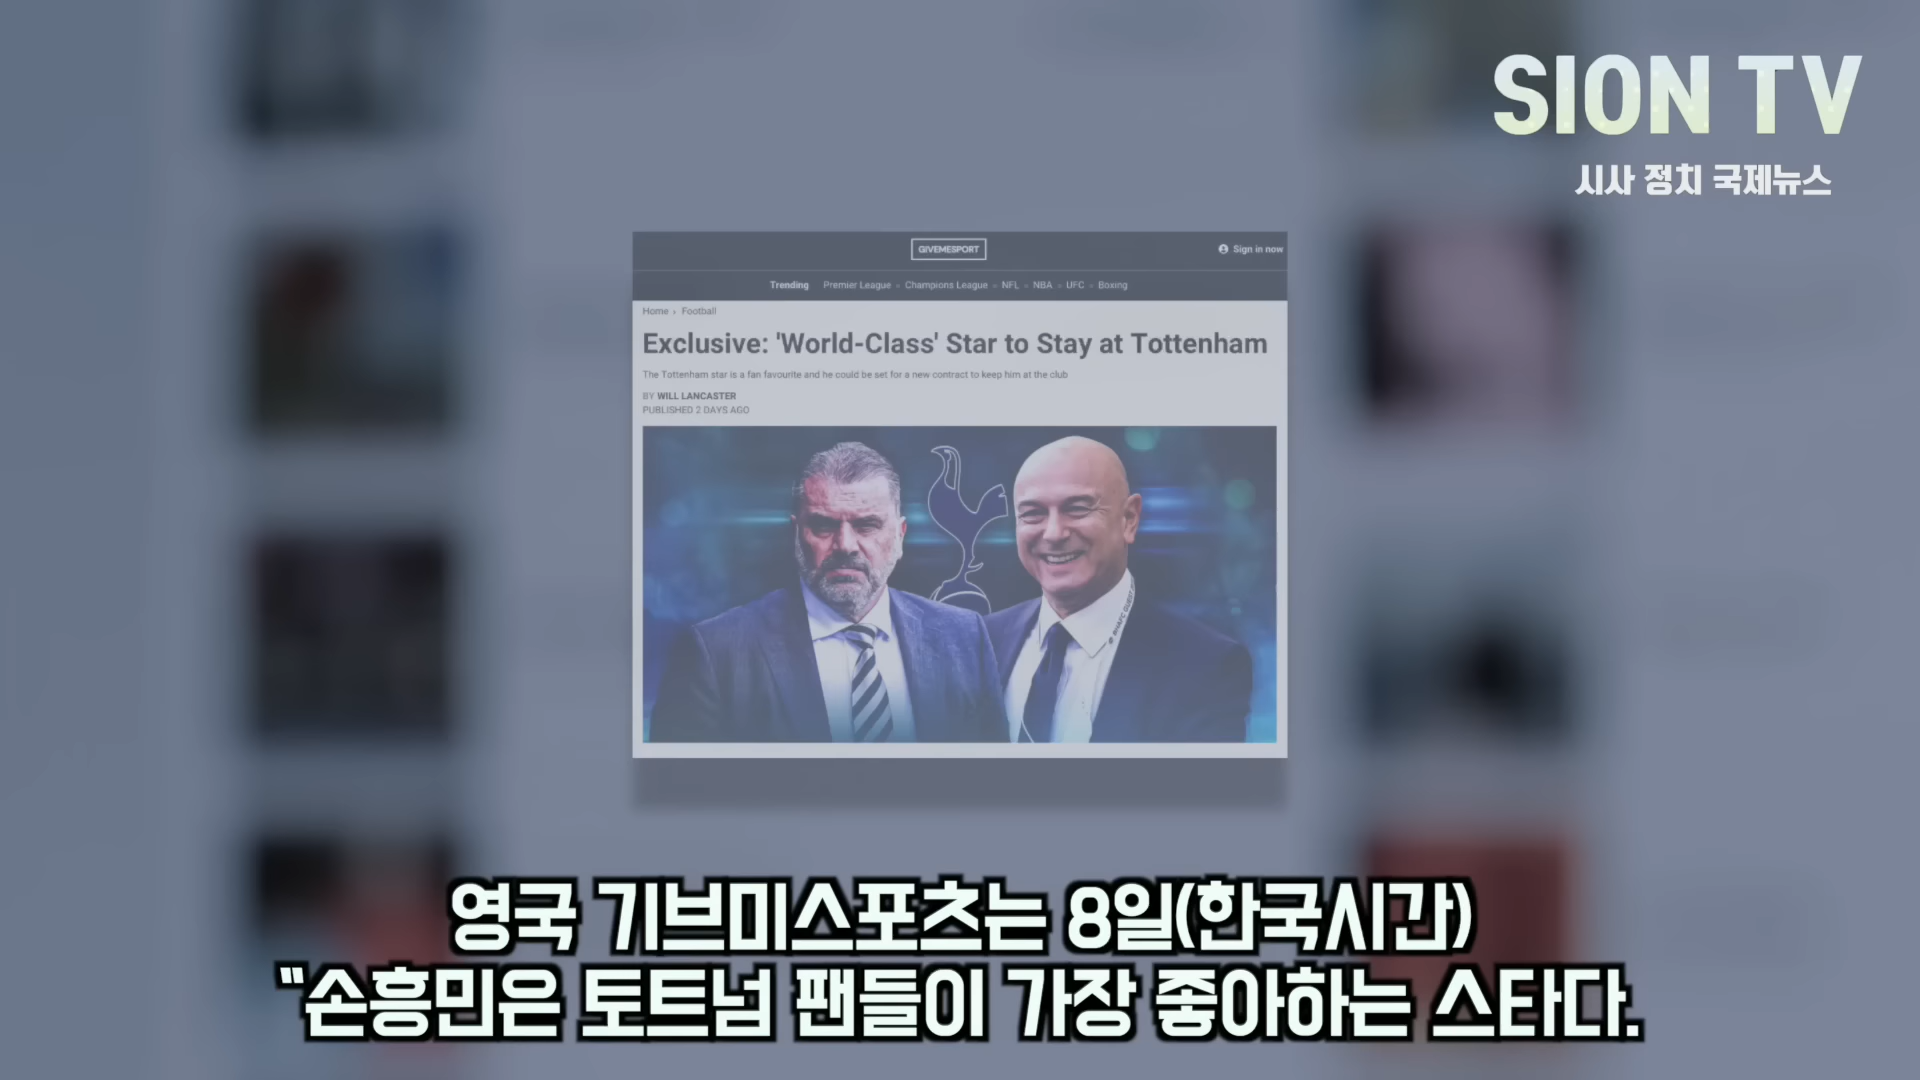 SION TV
시사 정치 국제뉴스
GIVEMESPORT
Sign in now
Trending Premier League Champions League NFL NBA UFC Boxing
Home › Football
Exclusive: 'World-Class' Star to Stay at Tottenham
The Tottenham star is a fan favourite and he could be set for a new contract to keep him at the club
BY WILL LANCASTER
PUBLISHED 2 DAYS AGO
영국 기브미스포츠는 8일(한국시간)
"손흥민은 토트넘 팬들이 가장 좋아하는 스타다.